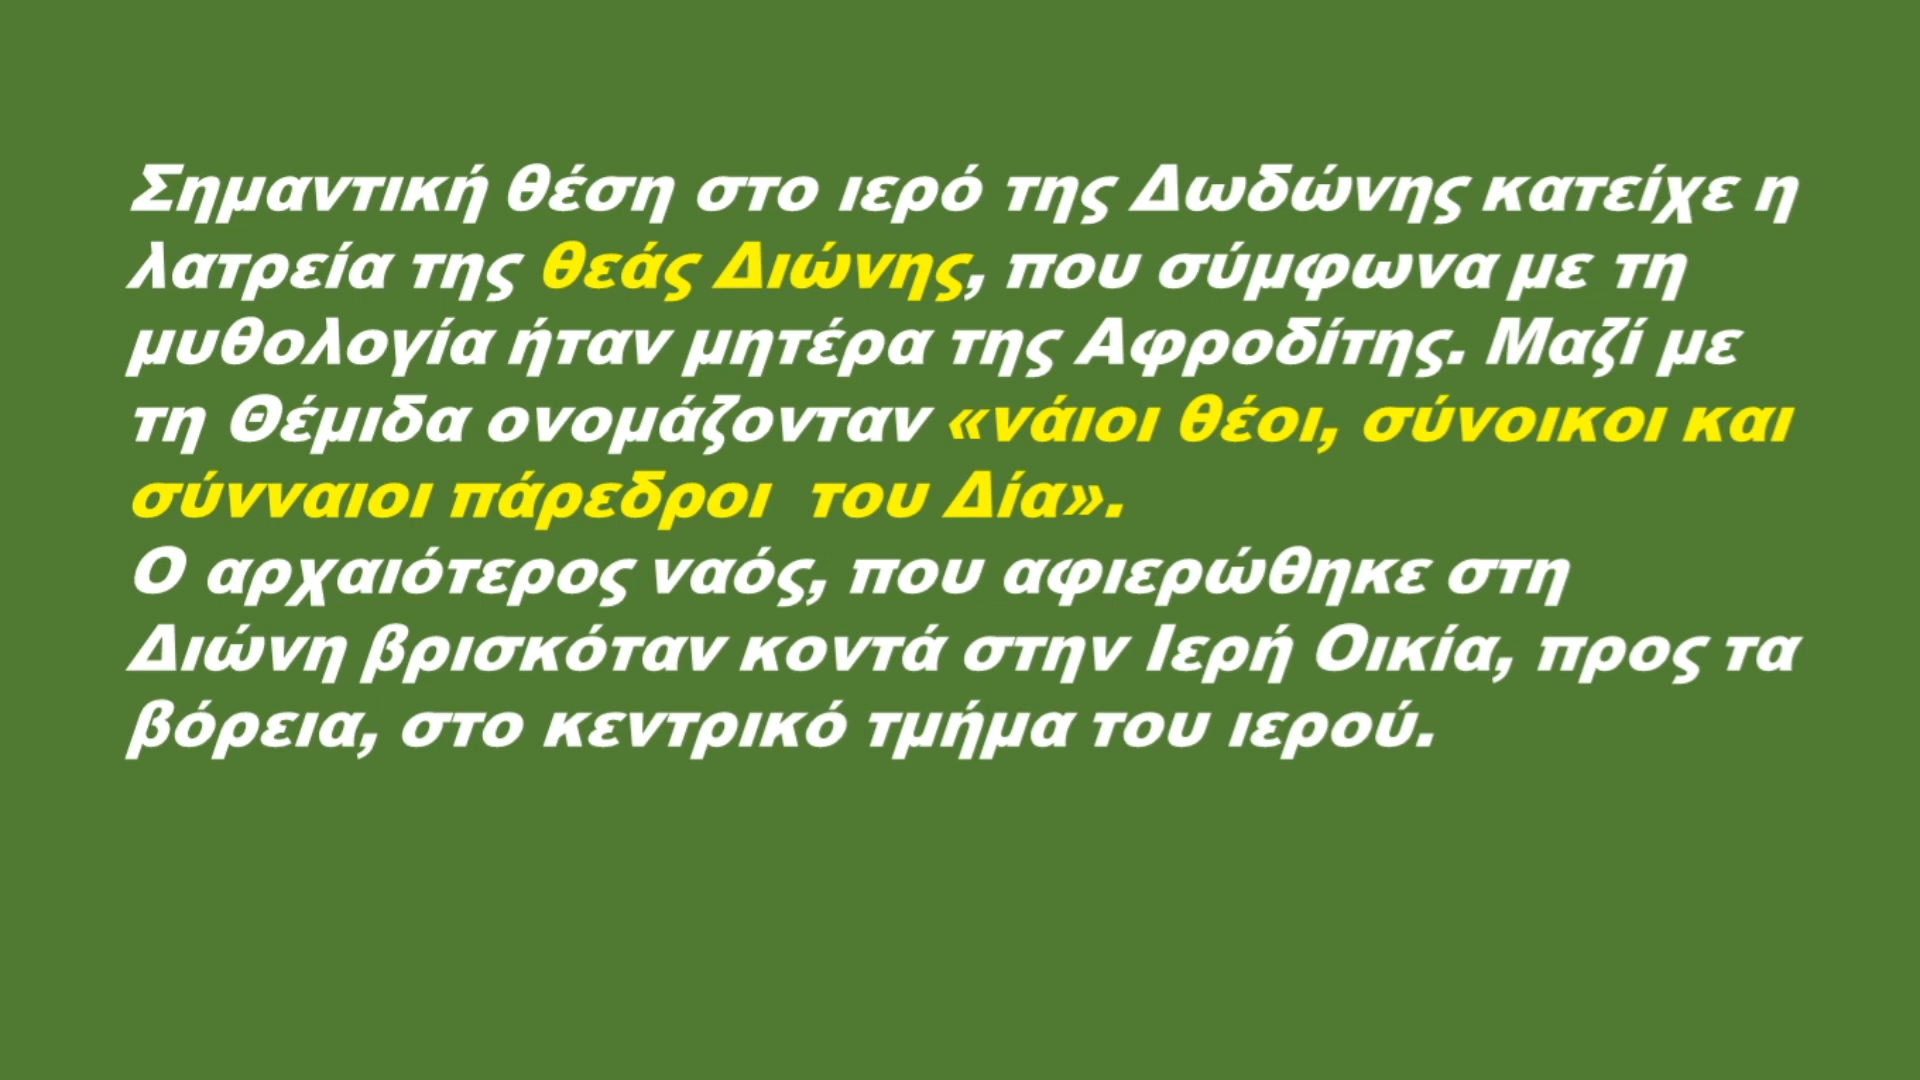 Σημαντική θέση στο ιερό της Δωδώνης κατείχε η
λατρεία της θεάς Διώνης, που σύμφωνα με τη
μυθολογία ήταν μητέρα της Αφροδίτης. Μαζί με
τη Θέμιδα ονομάζονταν «νάιοι θέοι, σύνοικοι και
σύνναιοι πάρεδροι  του Δία».
Ο αρχαιότερος ναός, που αφιερώθηκε στη
Διώνη βρισκόταν κοντά στην Ιερή Οικία, προς τα
βόρεια, στο κεντρικό τμήμα του ιερού.